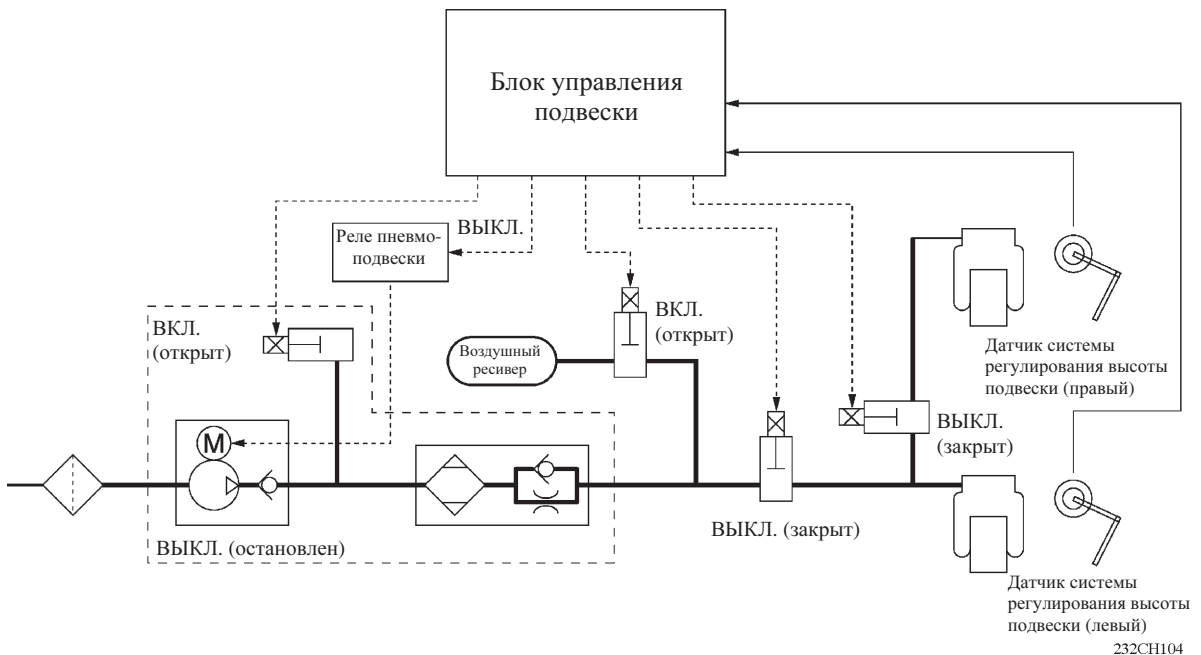 Блок управления
подвески
Реле пневмо-
подвески
ВЫКЛ.
ВКЛ.
(открыт)
Воздушный
ресивер
ВКЛ.
(открыт)
Датчик системы
регулирования высоты
подвески (правый)
M
ВЫКЛ.
(закрыт)
ВЫКЛ. (закрыт)
ВЫКЛ. (остановлен)
Датчик системы
регулирования высоты
подвески (левый)
232CH104